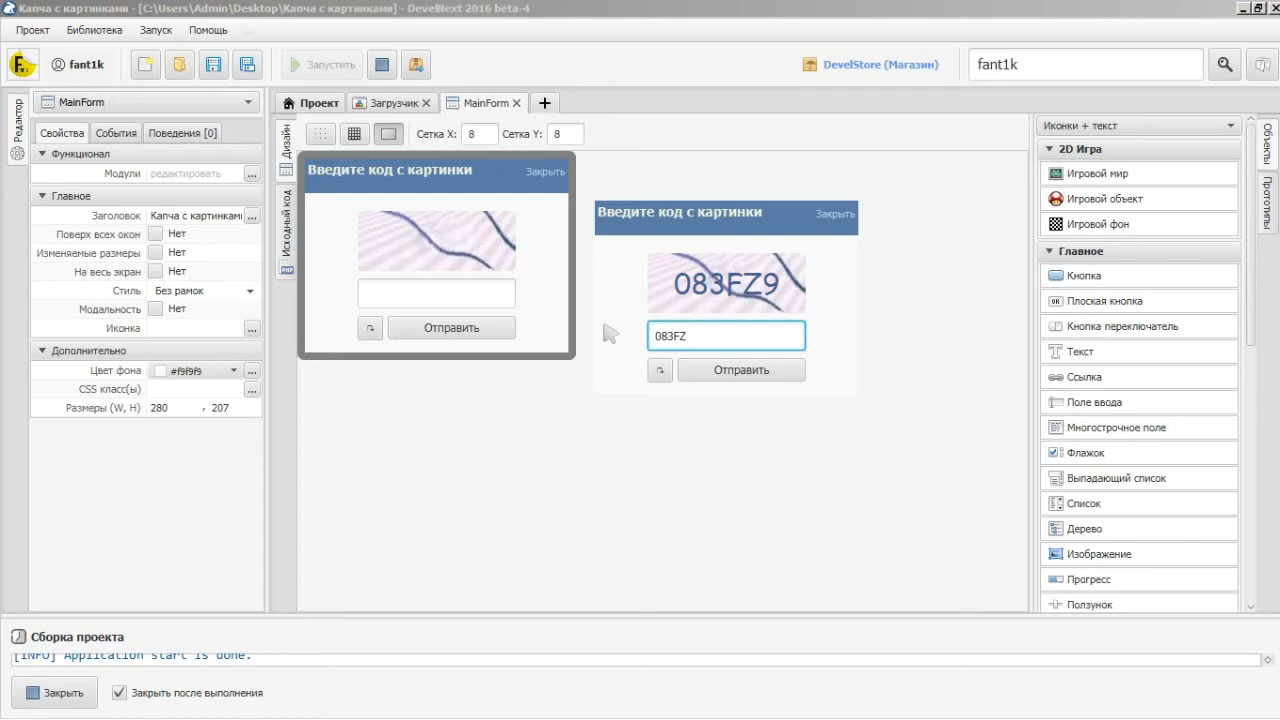 Капча с картинками - [C:\Users\Admin\Desktop\Капча с картинками] - DevelNext 2016 beta-4
Проект Библиотека Запуск Помощь
fant1k Запустить DevelStore (Магазин) fant1k
Редактор
MainForm
Свойства События Поведения [0]
Функционал
Модули редактировать ...
Главное
Заголовок Капча с картинками ...
Поверх всех окон Нет
Изменяемые размеры Нет
На весь экран Нет
Стиль Без рамок
Модальность Нет
Иконка ...
Дополнительно
Цвет фона #f9f9f9 ...
CSS класс(ы) ...
Размеры (W, H) 280 , 207
Проект Загрузчик MainForm
Дизайн
Исходный код
PHP
Сетка X: 8 Сетка Y: 8
Введите код с картинки Закрыть
Отправить
Введите код с картинки Закрыть
083FZ9
083FZ
Отправить
Иконки + текст
2D Игра
Игровой мир
Игровой объект
Игровой фон
Главное
Кнопка
OK Плоская кнопка
Кнопка переключатель
Текст
Ссылка
Поле ввода
Многострочное поле
Флажок
Выпадающий список
Список
Дерево
Изображение
Прогресс
Ползунок
Объекты
Прототипы
Сборка проекта
[INFO] Application start is done.
Закрыть Закрыть после выполнения